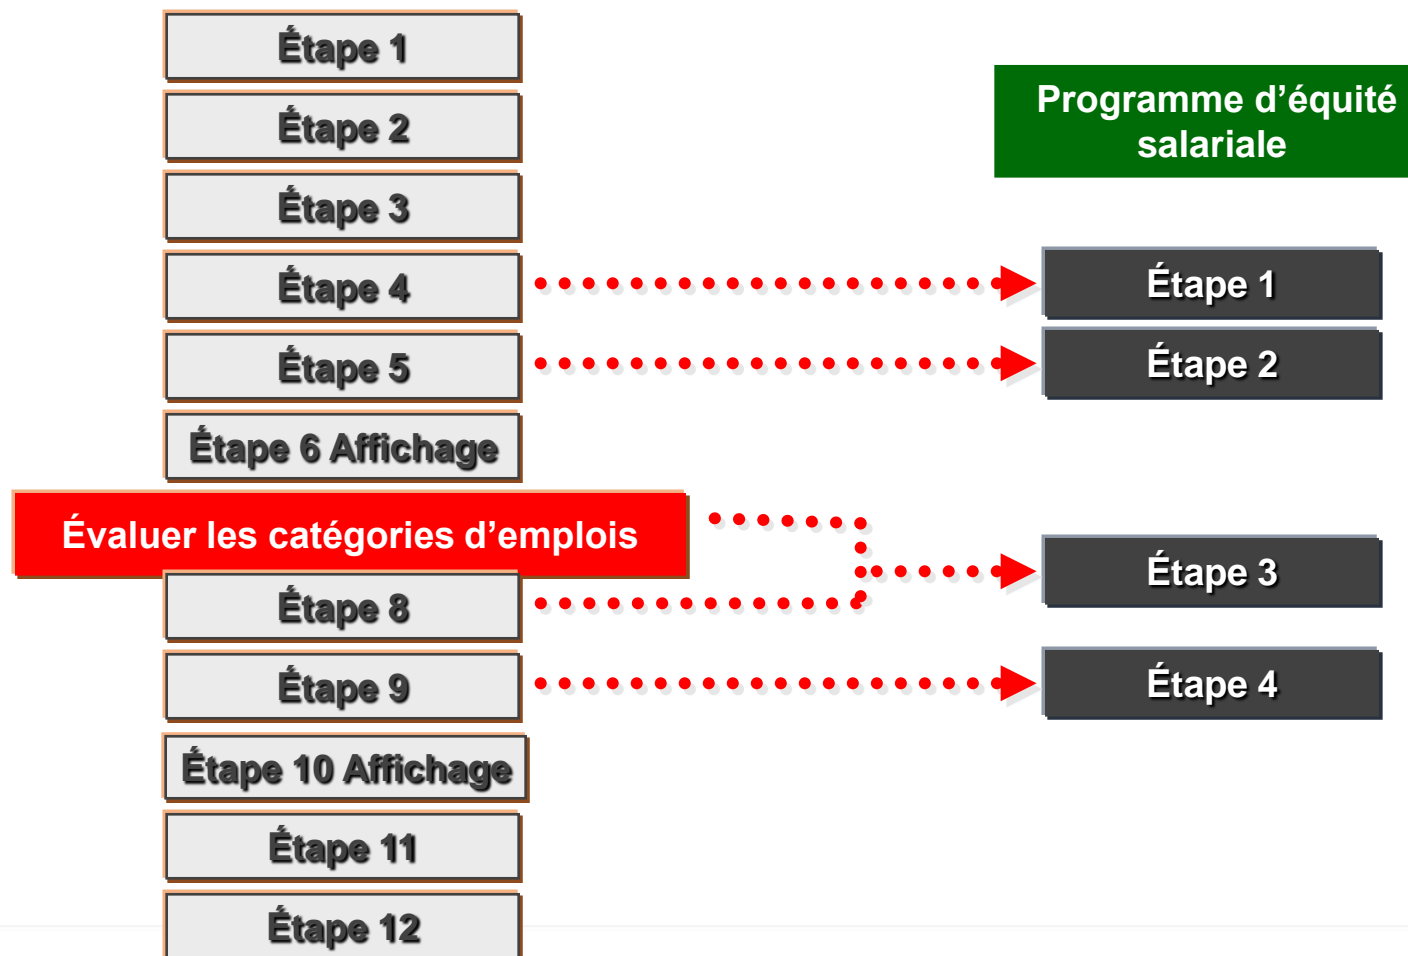 Étape 1
Étape 2
Étape 3
Étape 4
Étape 5
Étape 6 Affichage
Évaluer les catégories d’emplois
Étape 8
Étape 9
Étape 10 Affichage
Étape 11
Étape 12
Programme d’équité
salariale
Étape 1
Étape 2
Étape 3
Étape 4